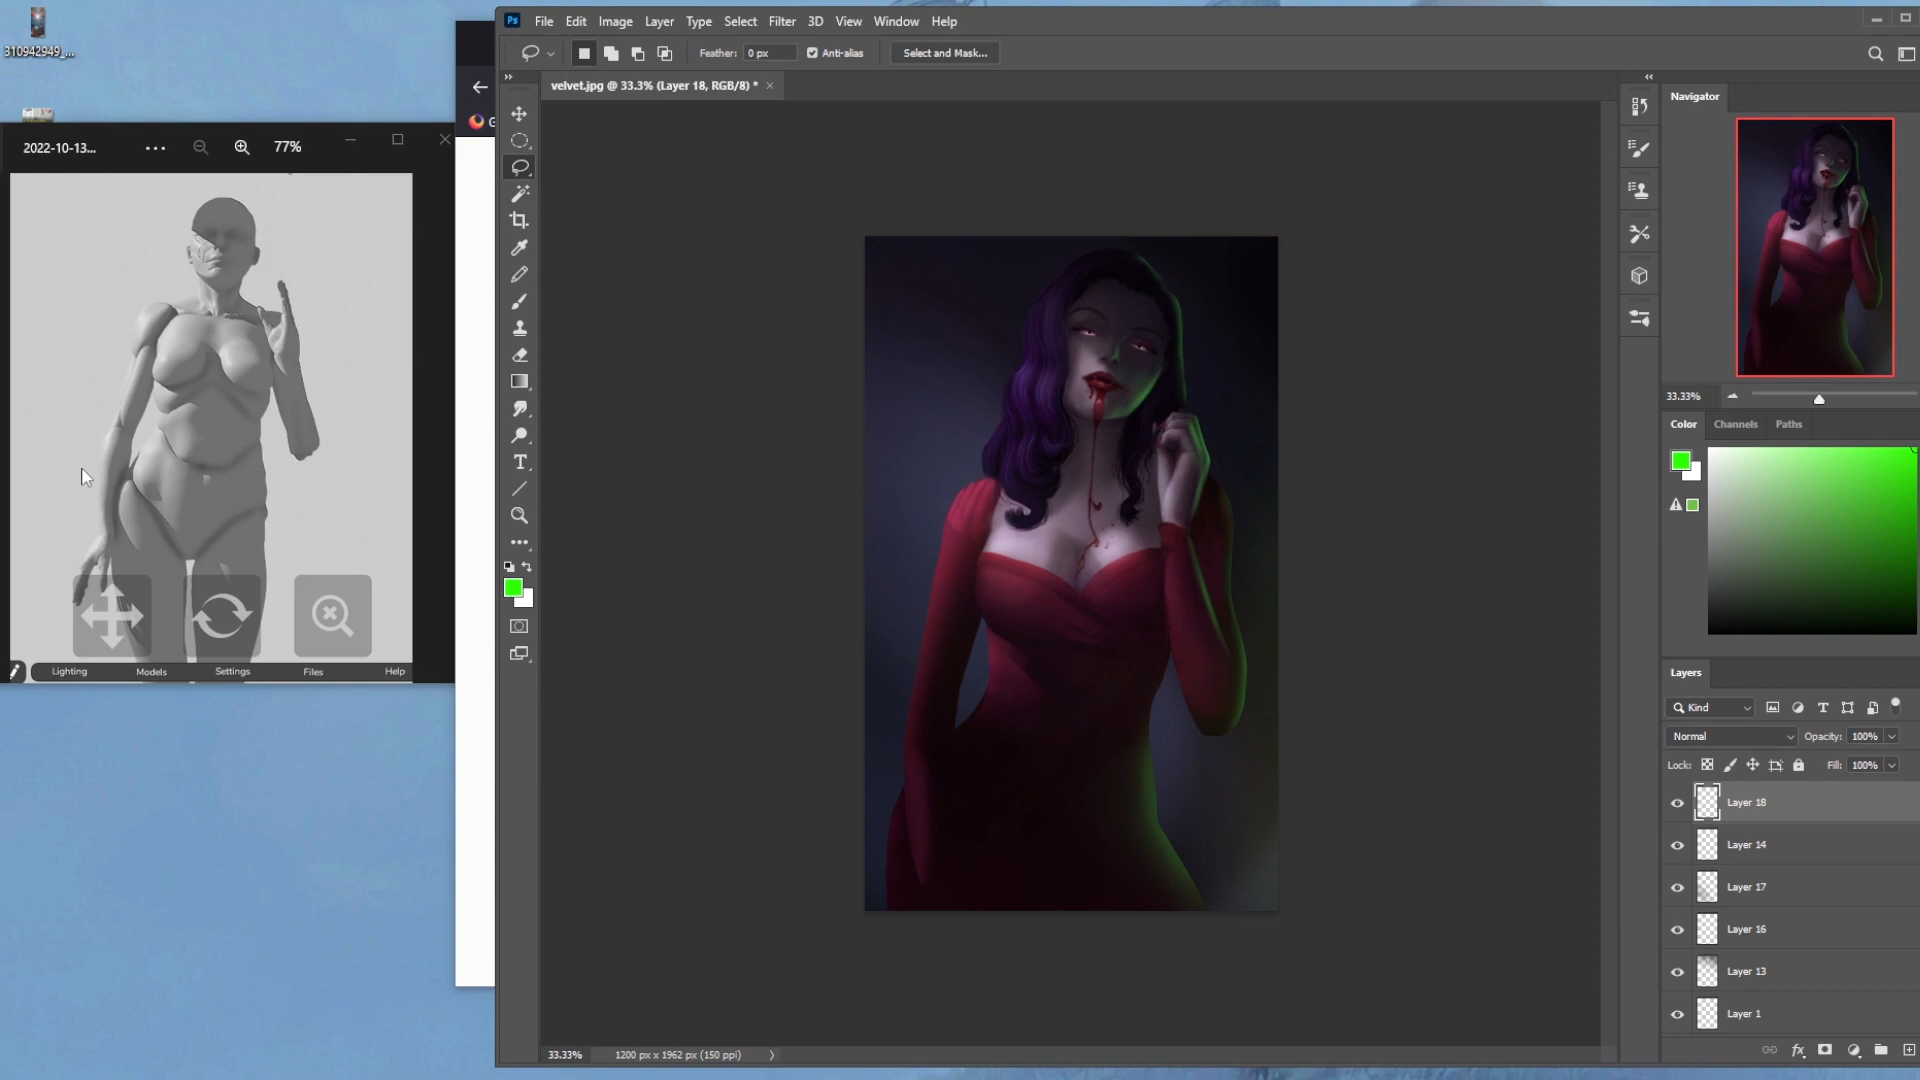 310942949_...
2022-10-13...
77%
Lighting
Models
Settings
Files
Help
G
Ps
File
Edit
Image
Layer
Type
Select
Filter
3D
View
Window
Help
Feather:
0 px
Anti-alias
Select and Mask...
velvet.jpg @ 33.3% (Layer 18, RGB/8) *
33.33%
1200 px x 1962 px (150 ppi)
Navigator
33.33%
Color
Channels
Paths
Layers
Kind
Normal
Opacity:
100%
Lock:
Fill:
100%
Layer 18
Layer 14
Layer 17
Layer 16
Layer 13
Layer 1
fx